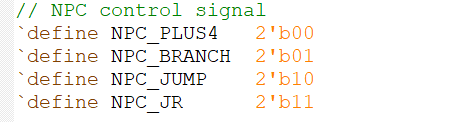 // NPC control signal
`define NPC_PLUS4   2'b00
`define NPC_BRANCH  2'b01
`define NPC_JUMP    2'b10
`define NPC_JR      2'b11